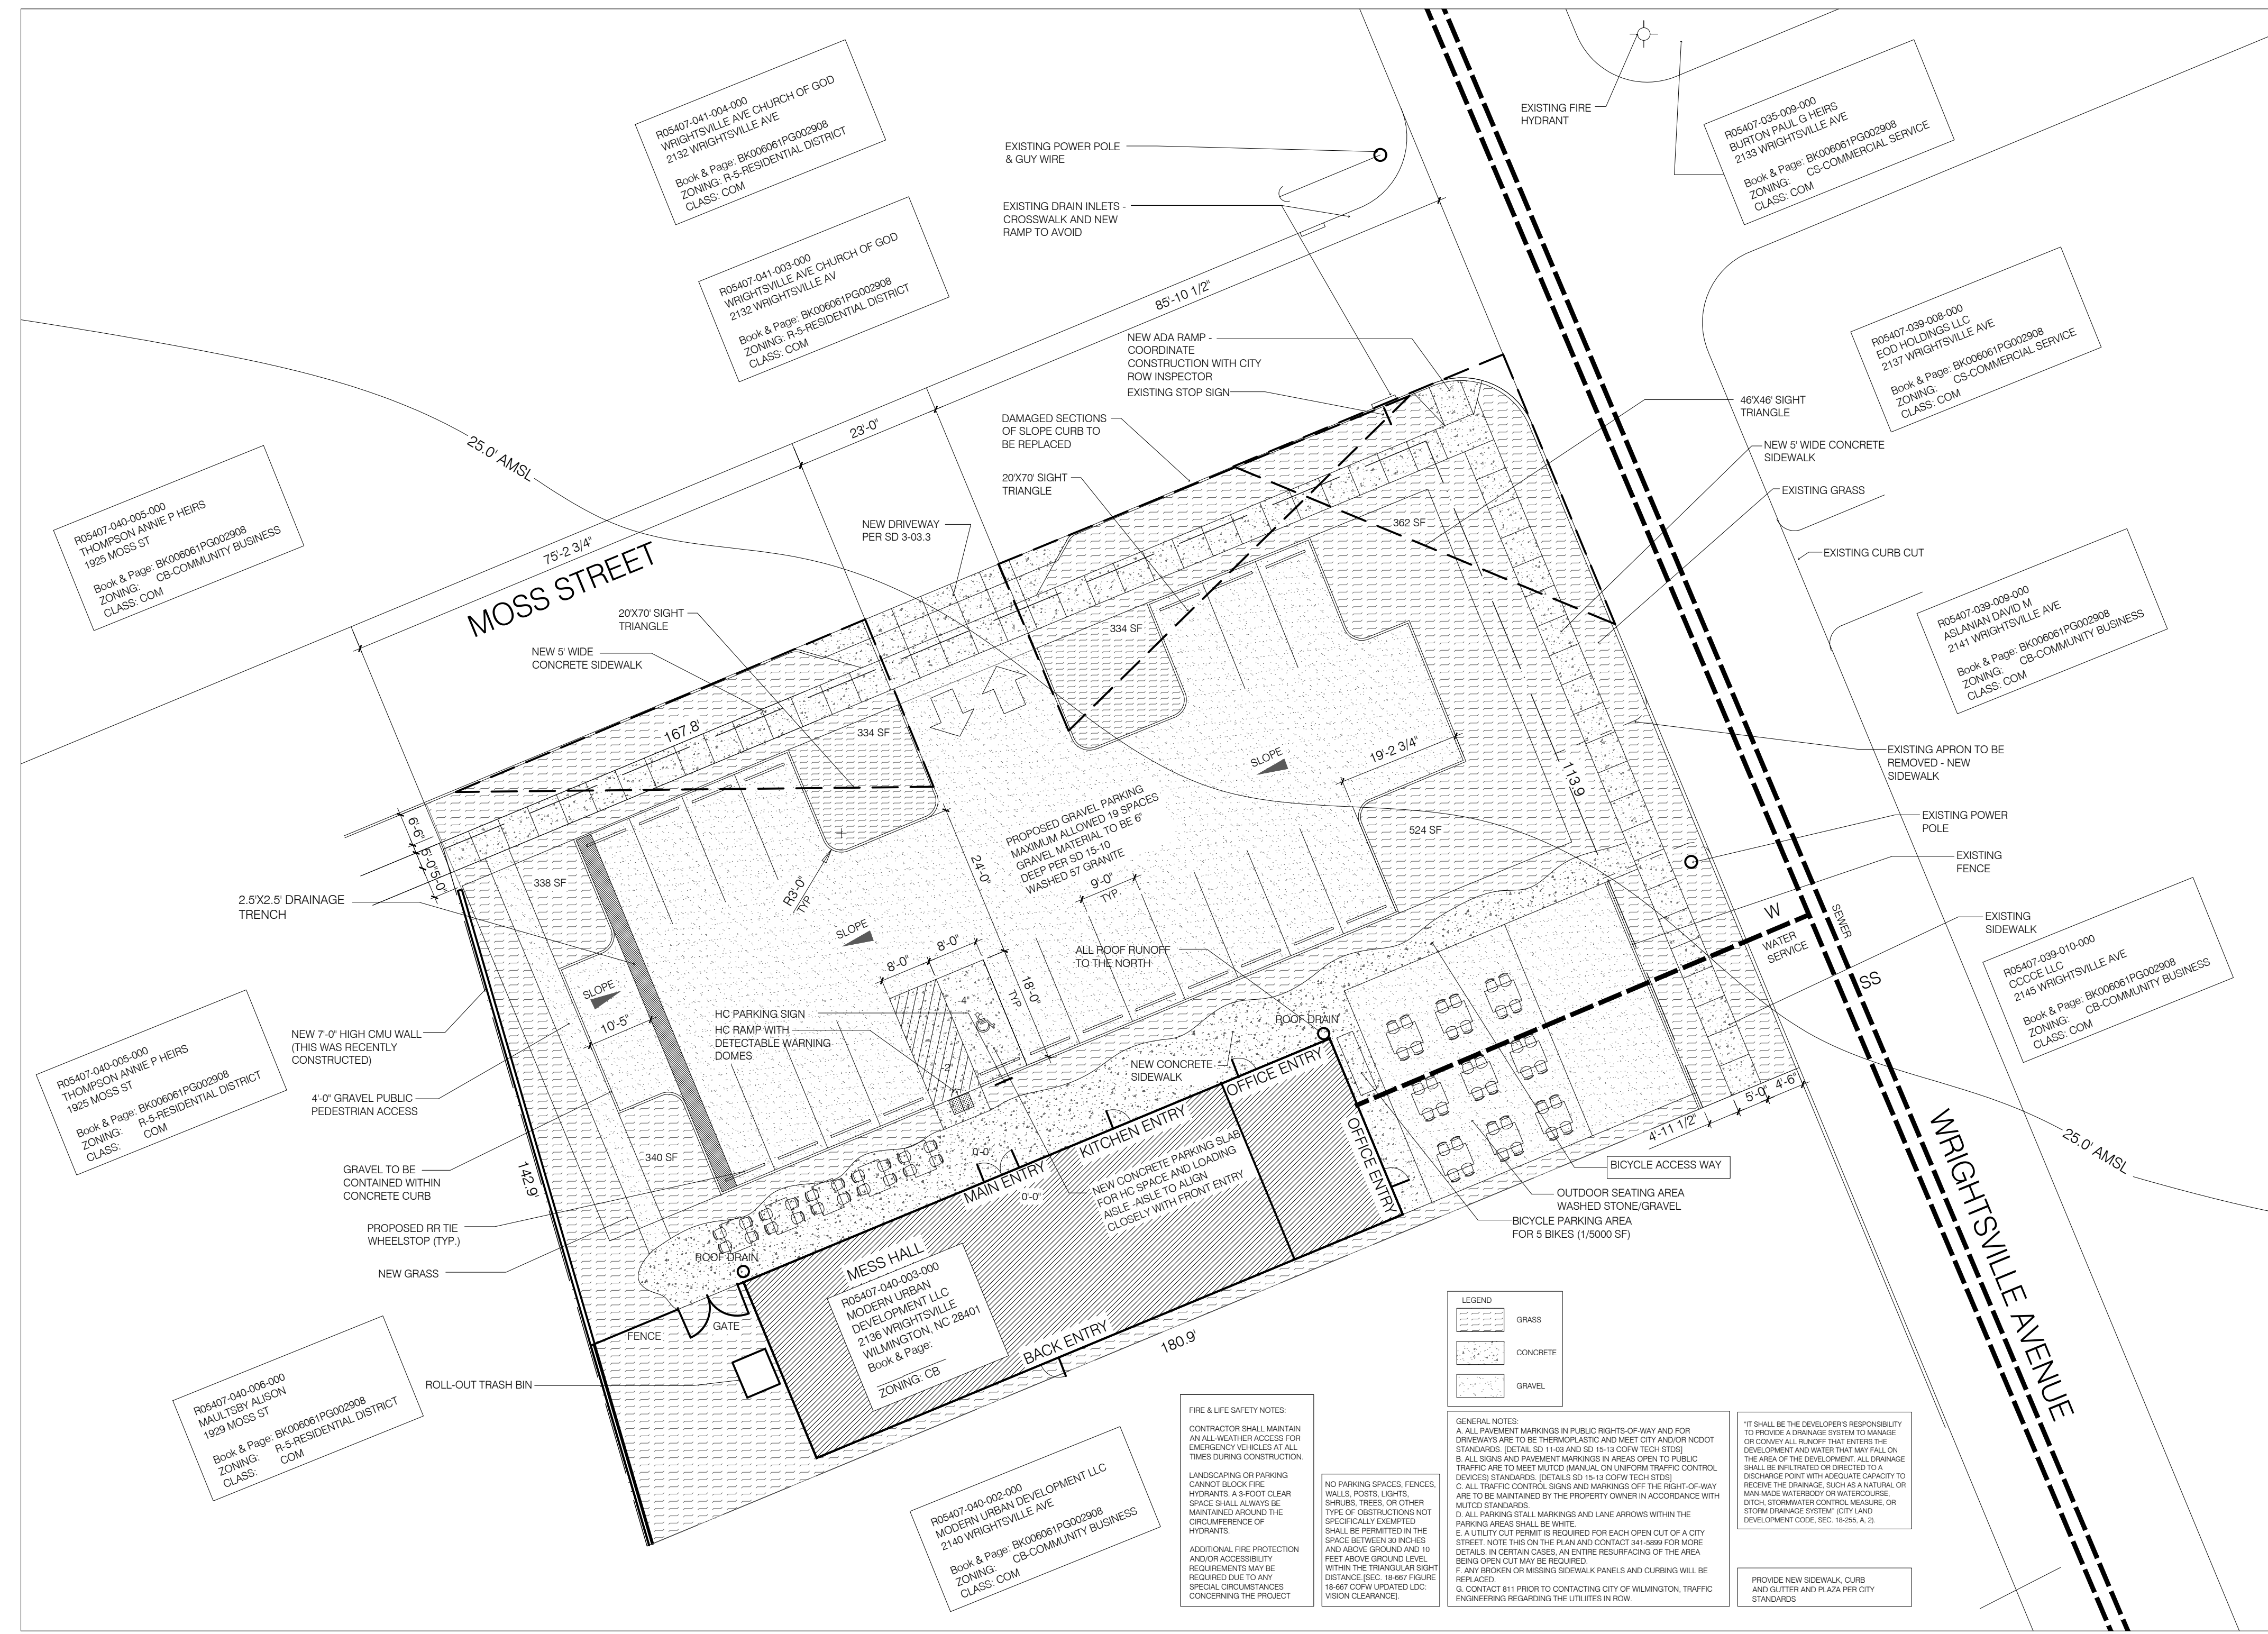 R05407-041-004-000
WRIGHTSVILLE AVE CHURCH OF GOD
2132 WRIGHTSVILLE AVE
Book & Page: BK006061PG002908
ZONING: R-5-RESIDENTIAL DISTRICT
CLASS: COM
R05407-041-003-000
WRIGHTSVILLE AVE CHURCH OF GOD
2132 WRIGHTSVILLE AV
Book & Page: BK006061PG002908
ZONING: R-5-RESIDENTIAL DISTRICT
CLASS: COM
EXISTING POWER POLE
& GUY WIRE
EXISTING DRAIN INLETS -
CROSSWALK AND NEW
RAMP TO AVOID
EXISTING FIRE
HYDRANT
R05407-035-009-000
BURTON PAUL G HEIRS
2133 WRIGHTSVILLE AVE
Book & Page: BK006061PG002908
ZONING: CS-COMMERCIAL SERVICE
CLASS: COM
R05407-039-008-000
EOD HOLDINGS LLC
2137 WRIGHTSVILLE AVE
Book & Page: BK006061PG002908
ZONING: CS-COMMERCIAL SERVICE
CLASS: COM
85'-10 1/2"
23'-0"
75'-2 3/4"
25.0' AMSL
MOSS STREET
NEW ADA RAMP -
COORDINATE
CONSTRUCTION WITH CITY
ROW INSPECTOR
EXISTING STOP SIGN
DAMAGED SECTIONS
OF SLOPE CURB TO
BE REPLACED
20'X70' SIGHT
TRIANGLE
NEW DRIVEWAY
PER SD 3-03.3
20'X70' SIGHT
TRIANGLE
NEW 5' WIDE
CONCRETE SIDEWALK
46'X46' SIGHT
TRIANGLE
NEW 5' WIDE CONCRETE
SIDEWALK
EXISTING GRASS
EXISTING CURB CUT
R05407-040-005-000
THOMPSON ANNIE P HEIRS
1925 MOSS ST
Book & Page: BK006061PG002908
ZONING: CB-COMMUNITY BUSINESS
CLASS: COM
R05407-039-009-000
ASLANIAN DAVID M
2141 WRIGHTSVILLE AVE
Book & Page: BK006061PG002908
ZONING: CB-COMMUNITY BUSINESS
CLASS: COM
EXISTING APRON TO BE
REMOVED - NEW
SIDEWALK
EXISTING POWER
POLE
EXISTING
FENCE
EXISTING
SIDEWALK
R05407-039-010-000
CCCCE LLC
2145 WRIGHTSVILLE AVE
Book & Page: BK006061PG002908
ZONING: CB-COMMUNITY BUSINESS
CLASS: COM
362 SF
334 SF
334 SF
167.8'
SLOPE
19'-2 3/4"
113.9
524 SF
PROPOSED GRAVEL PARKING
MAXIMUM ALLOWED 19 SPACES
GRAVEL MATERIAL TO BE 6"
DEEP PER SD 15-10
WASHED 57 GRANITE
24'-0"
9'-0"
TYP
R3'-0"
TYP.
6'-6"
5'-0"
5'-0"
338 SF
2.5'X2.5' DRAINAGE
TRENCH
SLOPE
SLOPE
10'-5"
8'-0"
8'-0"
18'-0"
TYP
-4"
-2"
HC PARKING SIGN
HC RAMP WITH
DETECTABLE WARNING
DOMES
ALL ROOF RUNOFF
TO THE NORTH
ROOF DRAIN
NEW CONCRETE
SIDEWALK
W
WATER
SERVICE
SEWER
SS
NEW 7'-0" HIGH CMU WALL
(THIS WAS RECENTLY
CONSTRUCTED)
R05407-040-005-000
THOMPSON ANNIE P HEIRS
1925 MOSS ST
Book & Page: BK006061PG002908
ZONING: R-5-RESIDENTIAL DISTRICT
CLASS: COM
4'-0" GRAVEL PUBLIC
PEDESTRIAN ACCESS
GRAVEL TO BE
CONTAINED WITHIN
CONCRETE CURB
PROPOSED RR TIE
WHEELSTOP (TYP.)
NEW GRASS
142.9'
340 SF
OFFICE ENTRY
KITCHEN ENTRY
MAIN ENTRY
0'-0"
0'-0"
OFFICE ENTRY
NEW CONCRETE PARKING SLAB
FOR HC SPACE AND LOADING
AISLE -AISLE TO ALIGN
CLOSELY WITH FRONT ENTRY
4'-11 1/2"
5'-0"
4'-6"
BICYCLE ACCESS WAY
OUTDOOR SEATING AREA
WASHED STONE/GRAVEL
BICYCLE PARKING AREA
FOR 5 BIKES (1/5000 SF)
25.0' AMSL
WRIGHTSVILLE AVENUE
ROOF DRAIN
MESS HALL
R05407-040-003-000
MODERN URBAN
DEVELOPMENT LLC
2136 WRIGHTSVILLE
WILMINGTON, NC 28401
Book & Page:
ZONING: CB
BACK ENTRY
180.9'
FENCE
GATE
ROLL-OUT TRASH BIN
R05407-040-006-000
MAULTSBY ALISON
1929 MOSS ST
Book & Page: BK006061PG002908
ZONING: R-5-RESIDENTIAL DISTRICT
CLASS: COM
R05407-040-002-000
MODERN URBAN DEVELOPMENT LLC
2140 WRIGHTSVILLE AVE
Book & Page: BK006061PG002908
ZONING: CB-COMMUNITY BUSINESS
CLASS: COM
LEGEND
GRASS
CONCRETE
GRAVEL
FIRE & LIFE SAFETY NOTES:
CONTRACTOR SHALL MAINTAIN
AN ALL-WEATHER ACCESS FOR
EMERGENCY VEHICLES AT ALL
TIMES DURING CONSTRUCTION.
LANDSCAPING OR PARKING
CANNOT BLOCK FIRE
HYDRANTS. A 3-FOOT CLEAR
SPACE SHALL ALWAYS BE
MAINTAINED AROUND THE
CIRCUMFERENCE OF
HYDRANTS.
ADDITIONAL FIRE PROTECTION
AND/OR ACCESSIBILITY
REQUIREMENTS MAY BE
REQUIRED DUE TO ANY
SPECIAL CIRCUMSTANCES
CONCERNING THE PROJECT
NO PARKING SPACES, FENCES,
WALLS, POSTS, LIGHTS,
SHRUBS, TREES, OR OTHER
TYPE OF OBSTRUCTIONS NOT
SPECIFICALLY EXEMPTED
SHALL BE PERMITTED IN THE
SPACE BETWEEN 30 INCHES
AND ABOVE GROUND AND 10
FEET ABOVE GROUND LEVEL
WITHIN THE TRIANGULAR SIGHT
DISTANCE.[SEC. 18-667 FIGURE
18-667 COFW UPDATED LDC:
VISION CLEARANCE].
GENERAL NOTES:
A. ALL PAVEMENT MARKINGS IN PUBLIC RIGHTS-OF-WAY AND FOR
DRIVEWAYS ARE TO BE THERMOPLASTIC AND MEET CITY AND/OR NCDOT
STANDARDS. [DETAIL SD 11-03 AND SD 15-13 COFW TECH STDS]
B. ALL SIGNS AND PAVEMENT MARKINGS IN AREAS OPEN TO PUBLIC
TRAFFIC ARE TO MEET MUTCD (MANUAL ON UNIFORM TRAFFIC CONTROL
DEVICES) STANDARDS. [DETAILS SD 15-13 COFW TECH STDS]
C. ALL TRAFFIC CONTROL SIGNS AND MARKINGS OFF THE RIGHT-OF-WAY
ARE TO BE MAINTAINED BY THE PROPERTY OWNER IN ACCORDANCE WITH
MUTCD STANDARDS.
D. ALL PARKING STALL MARKINGS AND LANE ARROWS WITHIN THE
PARKING AREAS SHALL BE WHITE.
E. A UTILITY CUT PERMIT IS REQUIRED FOR EACH OPEN CUT OF A CITY
STREET. NOTE THIS ON THE PLAN AND CONTACT 341-5899 FOR MORE
DETAILS. IN CERTAIN CASES, AN ENTIRE RESURFACING OF THE AREA
BEING OPEN CUT MAY BE REQUIRED.
F. ANY BROKEN OR MISSING SIDEWALK PANELS AND CURBING WILL BE
REPLACED.
G. CONTACT 811 PRIOR TO CONTACTING CITY OF WILMINGTON, TRAFFIC
ENGINEERING REGARDING THE UTILIITES IN ROW.
"IT SHALL BE THE DEVELOPER'S RESPONSIBILITY
TO PROVIDE A DRAINAGE SYSTEM TO MANAGE
OR CONVEY ALL RUNOFF THAT ENTERS THE
DEVELOPMENT AND WATER THAT MAY FALL ON
THE AREA OF THE DEVELOPMENT. ALL DRAINAGE
SHALL BE INFILTRATED OR DIRECTED TO A
DISCHARGE POINT WITH ADEQUATE CAPACITY TO
RECEIVE THE DRAINAGE, SUCH AS A NATURAL OR
MAN-MADE WATERBODY OR WATERCOURSE,
DITCH, STORMWATER CONTROL MEASURE, OR
STORM DRAINAGE SYSTEM" (CITY LAND
DEVELOPMENT CODE, SEC. 18-255, A, 2).
PROVIDE NEW SIDEWALK, CURB
AND GUTTER AND PLAZA PER CITY
STANDARDS